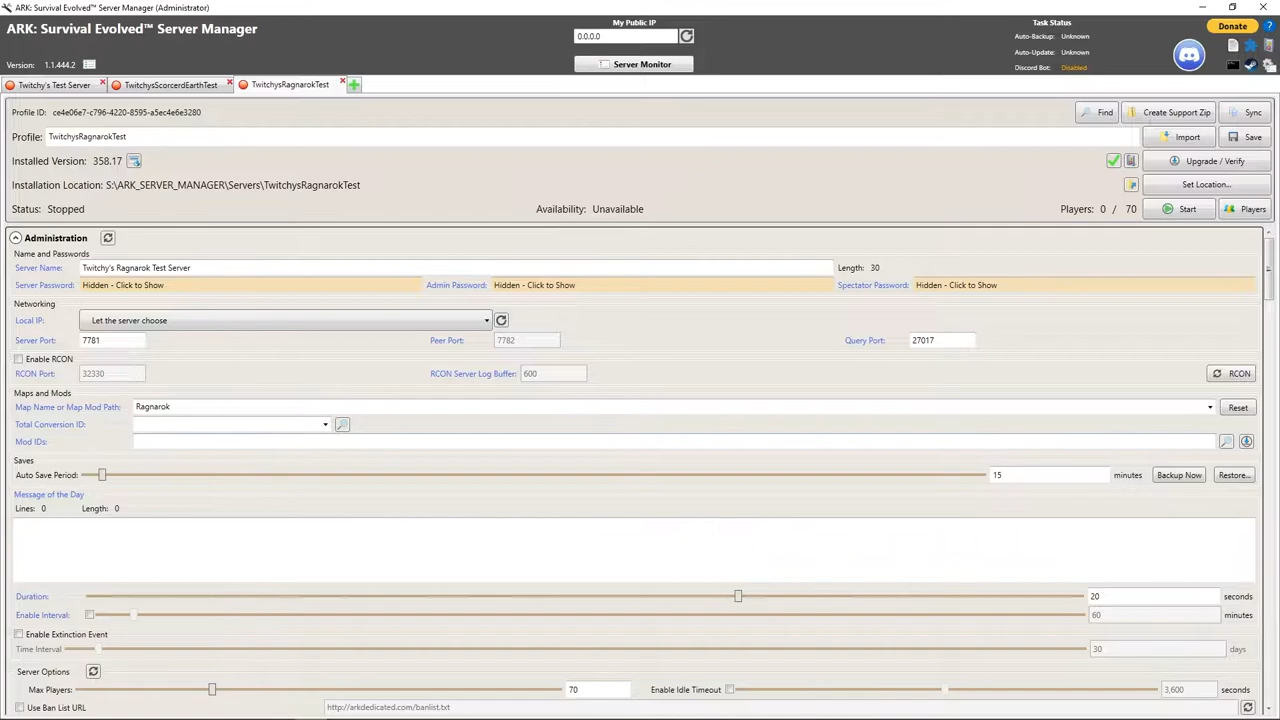 ARK: Survival Evolved™ Server Manager (Administrator)
ARK: Survival Evolved™ Server Manager
My Public IP
0.0.0.0
Task Status
Auto-Backup: Unknown
Auto-Update: Unknown
Discord Bot: Disabled
Donate
?
Version: 1.1.444.2
Server Monitor
Twitchy's Test Server
TwitchysScorcerdEarthTest
TwitchysRagnarokTest
Profile ID: ce4e06e7-c796-4220-8595-a5ec4e6e3280
Find
Create Support Zip
Sync
Profile: TwitchysRagnarokTest
Import
Save
Installed Version: 358.17
Upgrade / Verify
Installation Location: S:\ARK_SERVER_MANAGER\Servers\TwitchysRagnarokTest
Set Location...
Status: Stopped
Availability: Unavailable
Players: 0 / 70
Start
Players
Administration
Name and Passwords
Server Name: Twitchy's Ragnarok Test Server
Length: 30
Server Password: Hidden - Click to Show
Admin Password: Hidden - Click to Show
Spectator Password: Hidden - Click to Show
Networking
Local IP: Let the server choose
Server Port: 7781
Peer Port: 7782
Query Port: 27017
Enable RCON
RCON Port: 32330
RCON Server Log Buffer: 600
RCON
Maps and Mods
Map Name or Map Mod Path: Ragnarok
Reset
Total Conversion ID:
Mod IDs:
Saves
Auto Save Period: 15 minutes
Backup Now
Restore...
Message of the Day
Lines: 0 Length: 0
Duration: 20 seconds
Enable Interval: 60 minutes
Enable Extinction Event
Time Interval 30 days
Server Options
Max Players: 70
Enable Idle Timeout 3,600 seconds
Use Ban List URL http://arkdedicated.com/banlist.txt